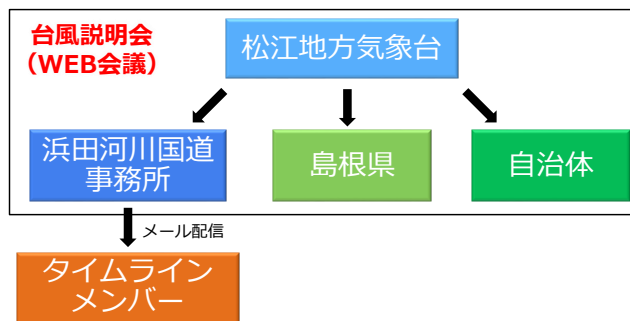 台風説明会
（WEB会議）
松江地方気象台
浜田河川国道
事務所
島根県
自治体
メール配信
タイムライン
メンバー